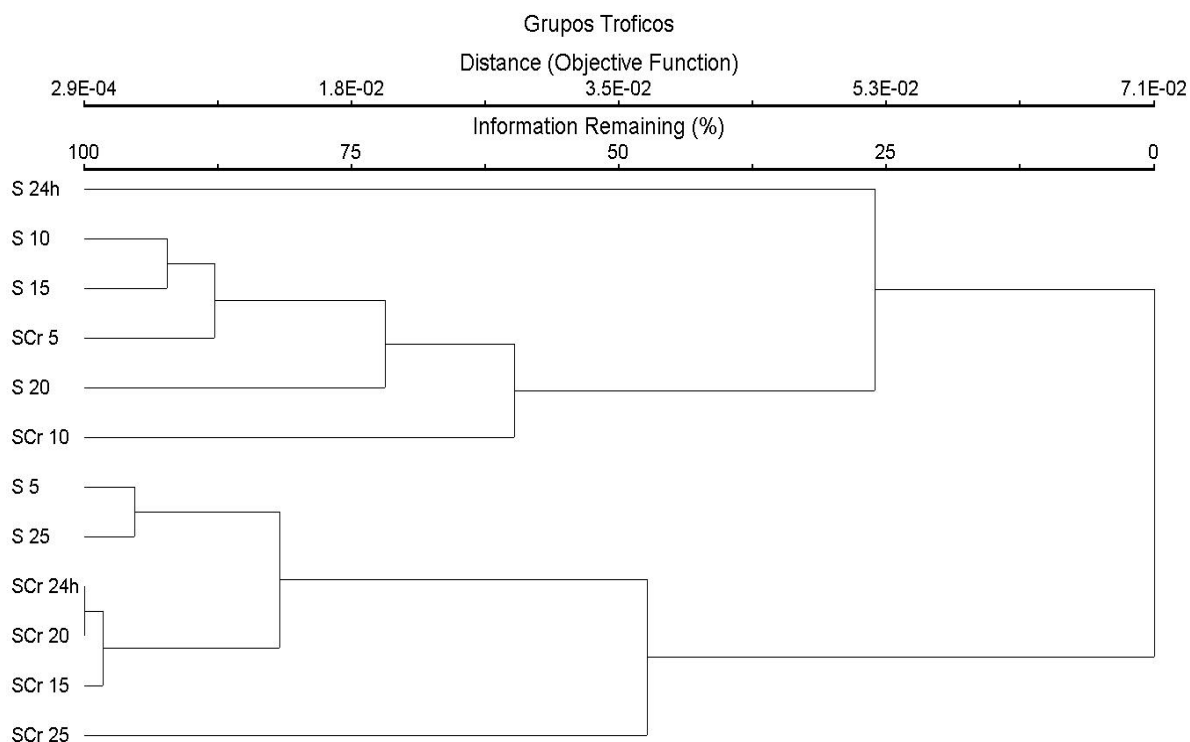 Grupos Troficos
Distance (Objective Function)
2.9E-04 1.8E-02 3.5E-02 5.3E-02 7.1E-02
Information Remaining (%)
100 75 50 25 0
S 24h
S 10
S 15
SCr 5
S 20
SCr 10
S 5
S 25
SCr 24h
SCr 20
SCr 15
SCr 25